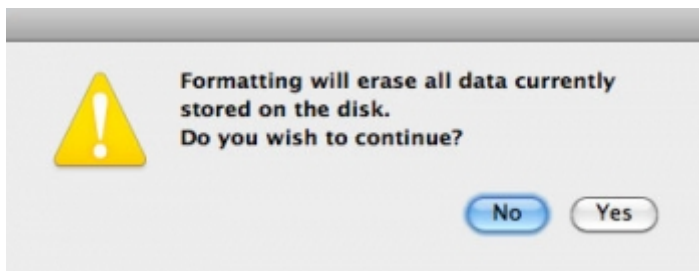 Formatting will erase all data currently
stored on the disk.
Do you wish to continue?
No Yes